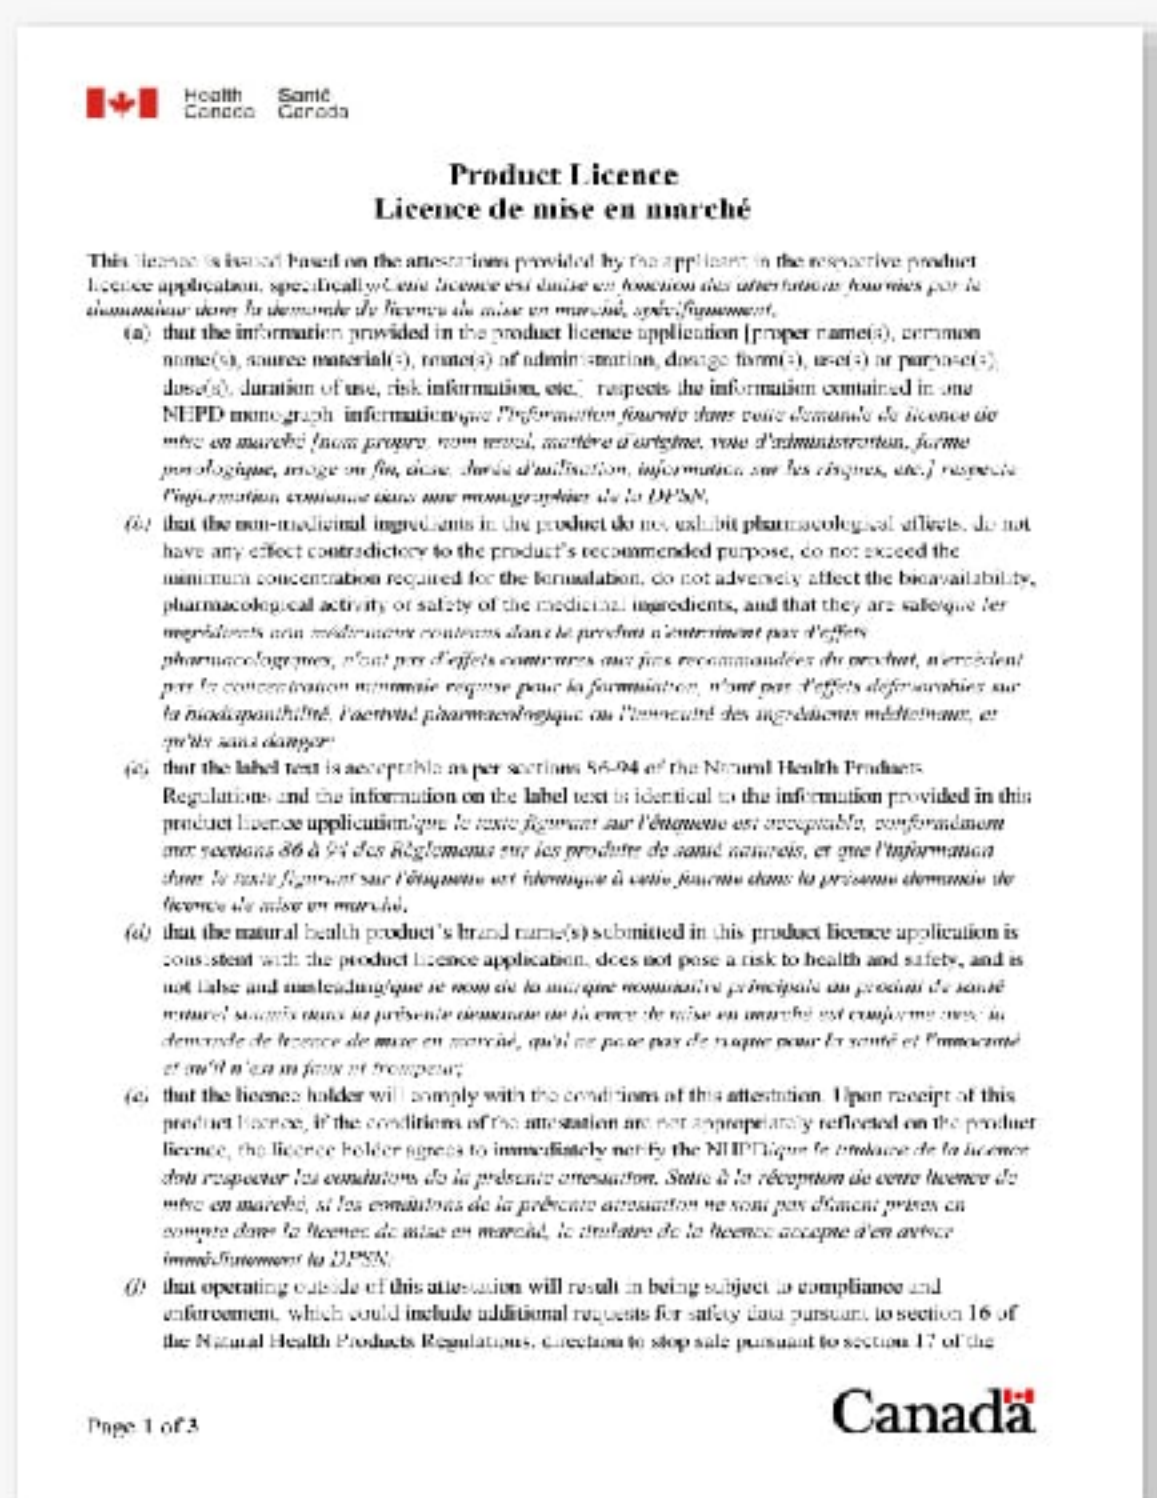 Health Santé
Canada Canada
Product Licence
Licence de mise en marché
This licence is issued based on the attestations provided by the applicant in the respective product
licence application, specifically/Cette licence est émise en fonction des attestations fournies par le
demandeur dans la demande de licence de mise en marché, spécifiquement,
(a) that the information provided in the product licence application [proper name(s), common
name(s), source material(s), route(s) of administration, dosage form(s), use(s) or purpose(s),
dose(s), duration of use, risk information, etc.] respects the information contained in one
NHPD monograph information/que l'information fournie dans cette demande de licence de
mise en marché [nom propre, nom usuel, matière d'origine, voie d'administration, forme
posologique, usage ou fin, dose, durée d'utilisation, information sur les risques, etc.] respecte
l'information contenue dans une monographies de la DPSN,
(b) that the non-medicinal ingredients in the product do not exhibit pharmacological effects, do not
have any effect contradictory to the product's recommended purpose, do not exceed the
minimum concentration required for the formulation, do not adversely affect the bioavailability,
pharmacological activity or safety of the medicinal ingredients, and that they are safe/que les
ingrédients non médicinaux contenus dans le produit n'entraînent pas d'effets
pharmacologiques, n'ont pas d'effets contraires aux fins recommandées du produit, n'excèdent
pas la concentration minimale requise pour la formulation, n'ont pas d'effets défavorables sur
la biodisponibilité, l'activité pharmacologique ou l'innocuité des ingrédients médicinaux, et
qu'ils sans danger
(c) that the label text is acceptable as per sections 86-94 of the Natural Health Products
Regulations and the information on the label text is identical to the information provided in this
product licence application/que le texte figurant sur l'étiquette est acceptable, conformément
aux sections 86 à 94 des Règlements sur les produits de santé naturels, et que l'information
dans le texte figurant sur l'étiquette est identique à celle fournie dans la présente demande de
licence de mise en marché,
(d) that the natural health product's brand name(s) submitted in this product licence application is
consistent with the product licence application, does not pose a risk to health and safety, and is
not false and misleading/que le nom de la marque nominative principale du produit de santé
naturel soumis dans la présente demande de licence de mise en marché est conforme avec la
demande de licence de mise en marché, qu'il ne pose pas de risque pour la santé et l'innocuité
et qu'il n'est ni faux ni trompeur;
(e) that the licence holder will comply with the conditions of this attestation. Upon receipt of this
product licence, if the conditions of the attestation are not appropriately reflected on the product
licence, the licence holder agrees to immediately notify the NHPD/que le titulaire de la licence
doit respecter les conditions de la présente attestation. Suite à la réception de cette licence de
mise en marché, si les conditions de la présente attestation ne sont pas dûment prises en
compte dans la licence de mise en marché, le titulaire de la licence accepte d'en aviser
immédiatement la DPSN
(f) that operating outside of this attestation will result in being subject to compliance and
enforcement, which could include additional requests for safety data pursuant to section 16 of
the Natural Health Products Regulations, direction to stop sale pursuant to section 17 of the
Page 1 of 3
Canada